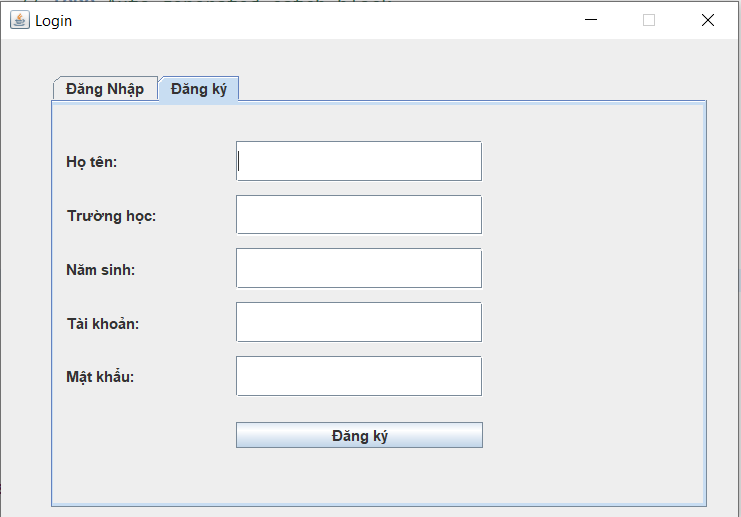 Login
Đăng Nhập Đăng ký
Họ tên:
Trường học:
Năm sinh:
Tài khoản:
Mật khẩu:
Đăng ký